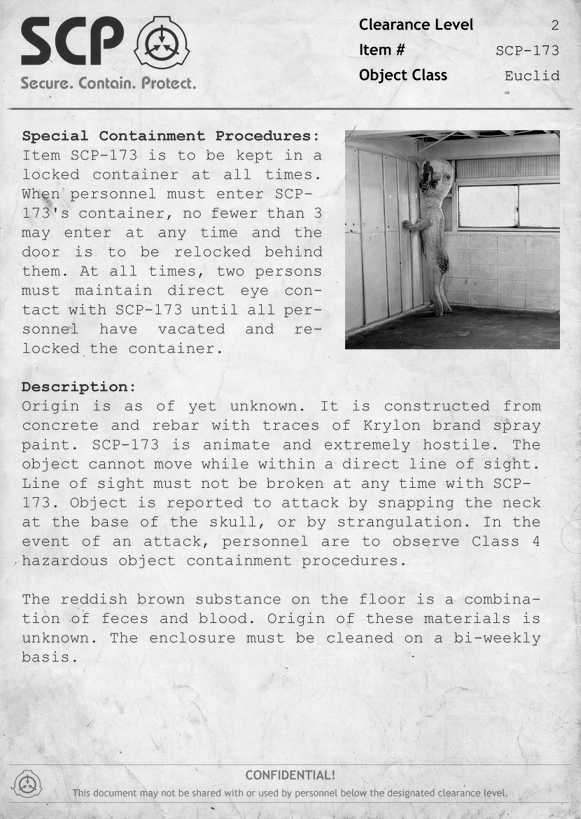 SCP
Secure. Contain. Protect.
Clearance Level 2
Item # SCP-173
Object Class Euclid
Special Containment Procedures:
Item SCP-173 is to be kept in a
locked container at all times.
When personnel must enter SCP-
173's container, no fewer than 3
may enter at any time and the
door is to be relocked behind
them. At all times, two persons
must maintain direct eye con-
tact with SCP-173 until all per-
sonnel have vacated and re-
locked the container.
Description:
Origin is as of yet unknown. It is constructed from
concrete and rebar with traces of Krylon brand spray
paint. SCP-173 is animate and extremely hostile. The
object cannot move while within a direct line of sight.
Line of sight must not be broken at any time with SCP-
173. Object is reported to attack by snapping the neck
at the base of the skull, or by strangulation. In the
event of an attack, personnel are to observe Class 4
hazardous object containment procedures.
The reddish brown substance on the floor is a combina-
tion of feces and blood. Origin of these materials is
unknown. The enclosure must be cleaned on a bi-weekly
basis.
CONFIDENTIAL!
This document may not be shared with or used by personnel below the designated clearance level.